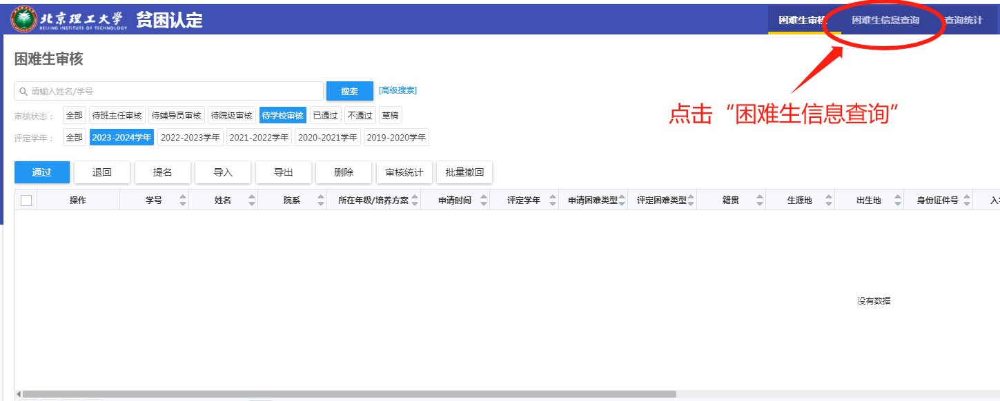 北京理工大学 贫困认定 困难生审核 困难生信息查询 查询统计
BEIJING INSTITUTE OF TECHNOLOGY
困难生审核
请输入姓名/学号 搜索 [高级搜索]
点击“困难生信息查询”
审核状态： 全部 待班主任审核 待辅导员审核 待院级审核 待学校审核 已通过 不通过 草稿
评定学年： 全部 2023-2024学年 2022-2023学年 2021-2022学年 2020-2021学年 2019-2020学年
通过 退回 提名 导入 导出 删除 审核统计 批量撤回
操作 学号 姓名 院系 所在年级/培养方案 申请时间 评定学年 申请困难类型 评定困难类型 籍贯 生源地 出生地 身份证件号 入
没有数据